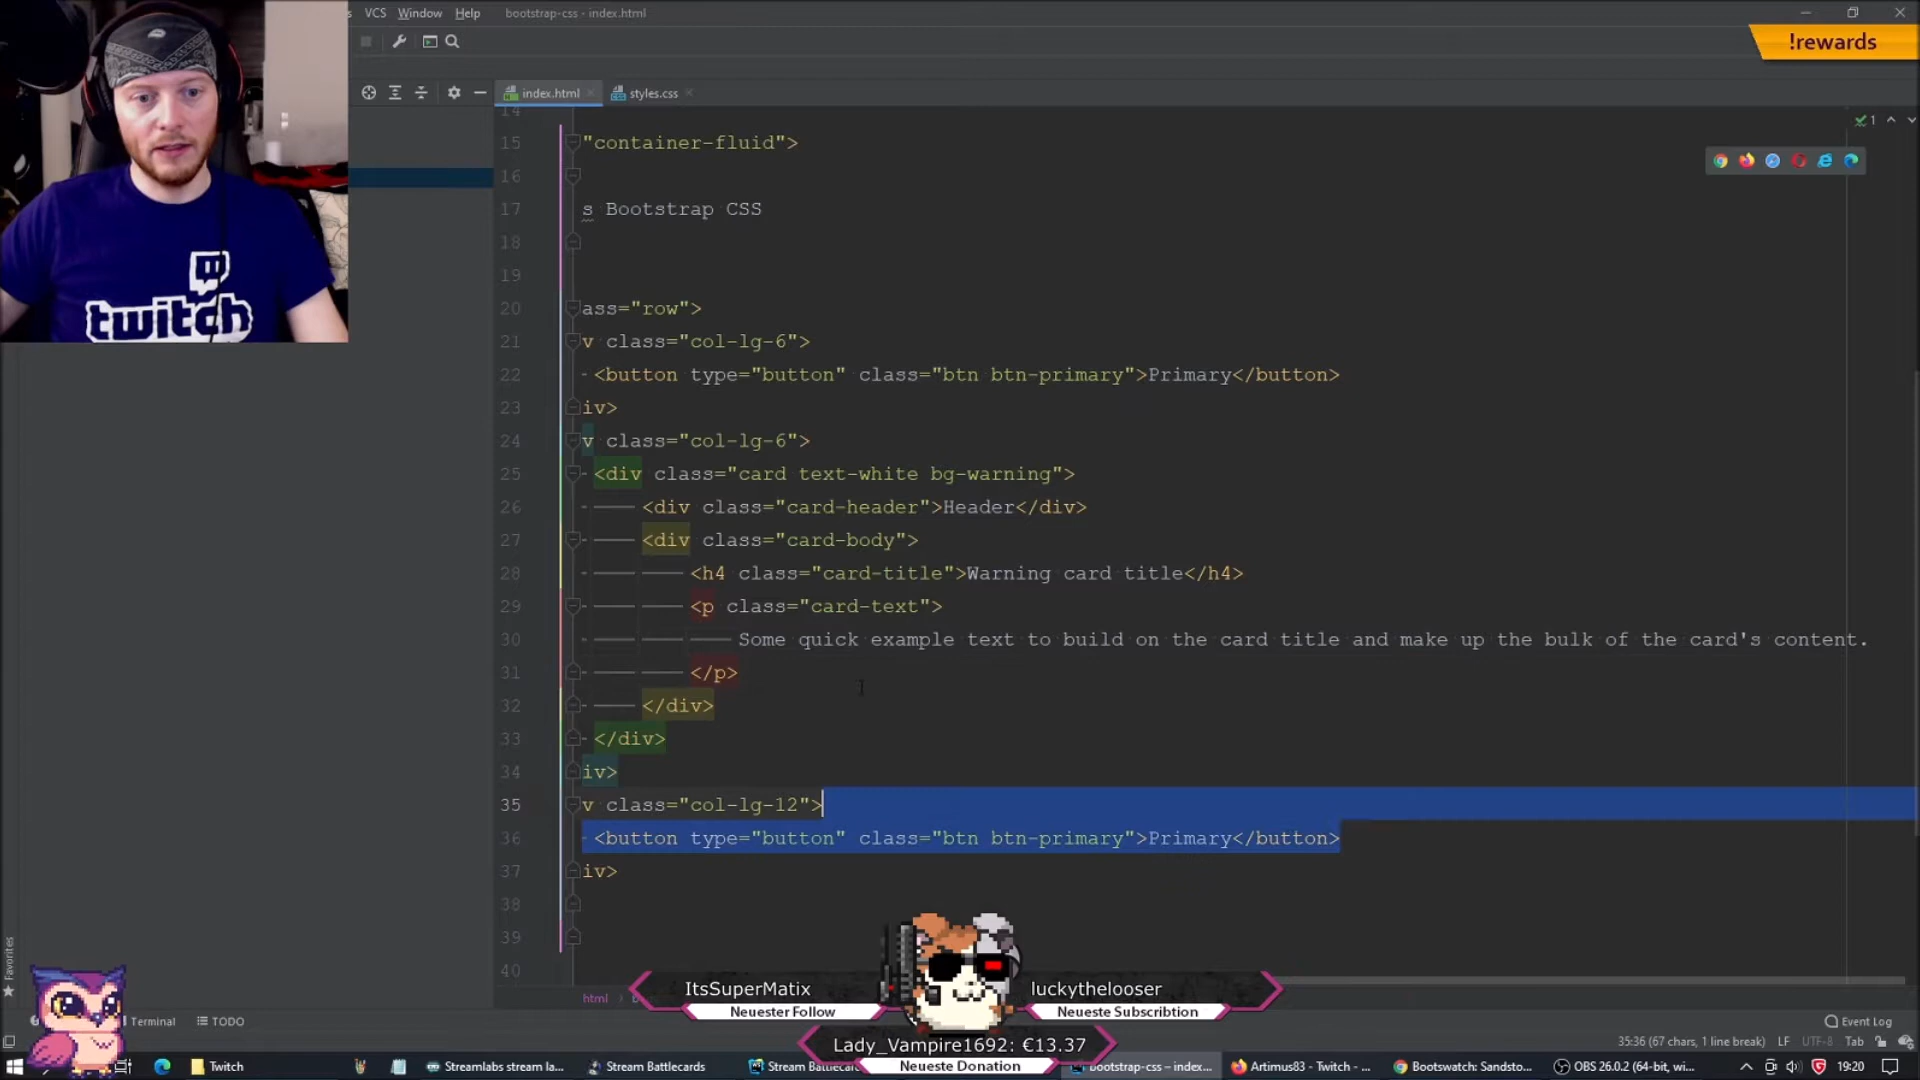 VCS Window Help bootstrap-css - index.html
!rewards
index.html styles.css
14
15 "container-fluid"> 1
16
17 s Bootstrap CSS
18
19
20 ass="row">
21 v class="col-lg-6">
22 <button type="button" class="btn btn-primary">Primary</button>
23 iv>
24 v class="col-lg-6">
25 <div class="card text-white bg-warning">
26 <div class="card-header">Header</div>
27 <div class="card-body">
28 <h4 class="card-title">Warning card title</h4>
29 <p class="card-text">
30 Some quick example text to build on the card title and make up the bulk of the card's content.
31 </p>
32 </div>
33 </div>
34 iv>
35 v class="col-lg-12">
36 <button type="button" class="btn btn-primary">Primary</button>
37 iv>
38
39
40
twitch
Favorites
html
ItsSuperMatix
Neuester Follow
luckythelooser
Neueste Subscribtion
Lady_Vampire1692: €13.37
Neueste Donation
Terminal TODO
Event Log
35:36 (67 chars, 1 line break) LF UTF-8 Tab
Twitch Streamlabs stream la... Stream Battlecards Stream Battleca bootstrap-css – index... Artimus83 - Twitch - ... Bootswatch: Sandsto... OBS 26.0.2 (64-bit, wi... 19:20